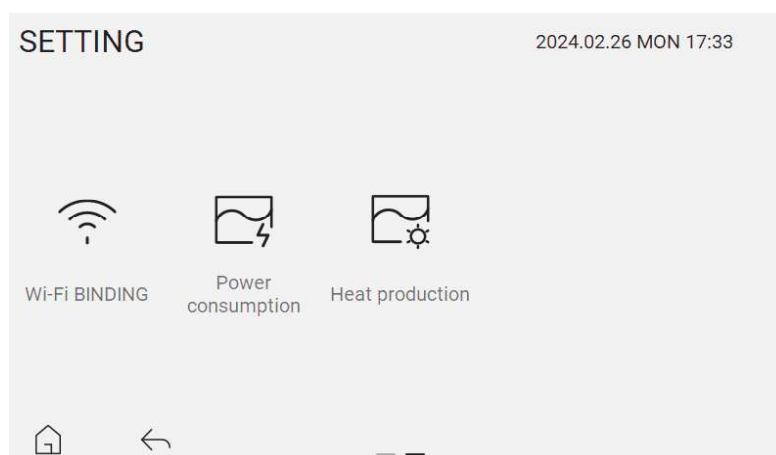 SETTING
2024.02.26 MON 17:33
Wi-Fi BINDING
Power
consumption
Heat production